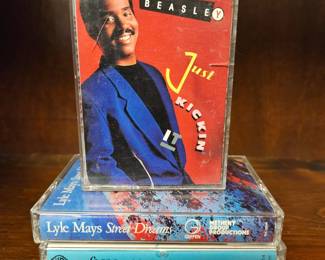 BEASLEY
Just
KICKIN
IT
Lyle Mays Street Dreams
GEFFEN
METHENY
GROUP
PRODUCTIONS